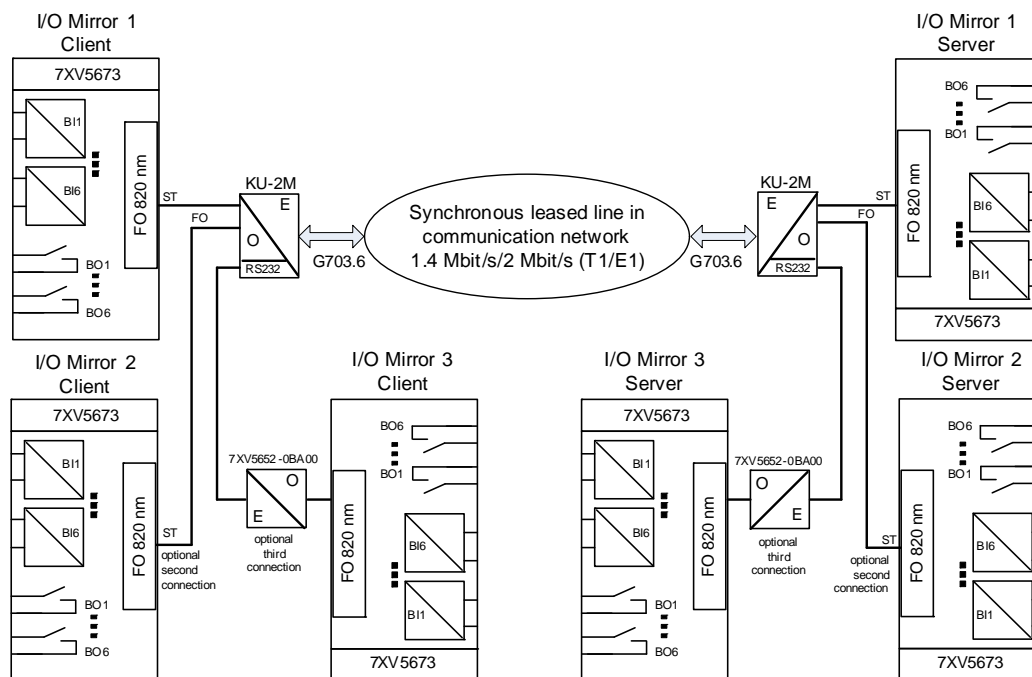 I/O Mirror 1
Client
7XV5673
BI1
BI6
BO1
BO6
FO 820 nm
ST
FO
KU-2M
E
O
RS232
G703.6
Synchronous leased line in
communication network
1.4 Mbit/s/2 Mbit/s (T1/E1)
G703.6
KU-2M
E
O
RS232
ST
FO
I/O Mirror 1
Server
FO 820 nm
BO6
BO1
BI6
BI1
7XV5673
I/O Mirror 2
Client
7XV5673
BI1
BI6
BO1
BO6
FO 820 nm
ST
optional
second
connection
7XV5652-0BA00
O
E
optional
third
connection
I/O Mirror 3
Client
FO 820 nm
BO6
BO1
BI6
BI1
7XV5673
I/O Mirror 3
Server
7XV5673
BI1
BI6
BO1
BO6
FO 820 nm
7XV5652-0BA00
O
E
optional
third
connection
ST
optional
second
connection
I/O Mirror 2
Server
FO 820 nm
BO6
BO1
BI6
BI1
7XV5673